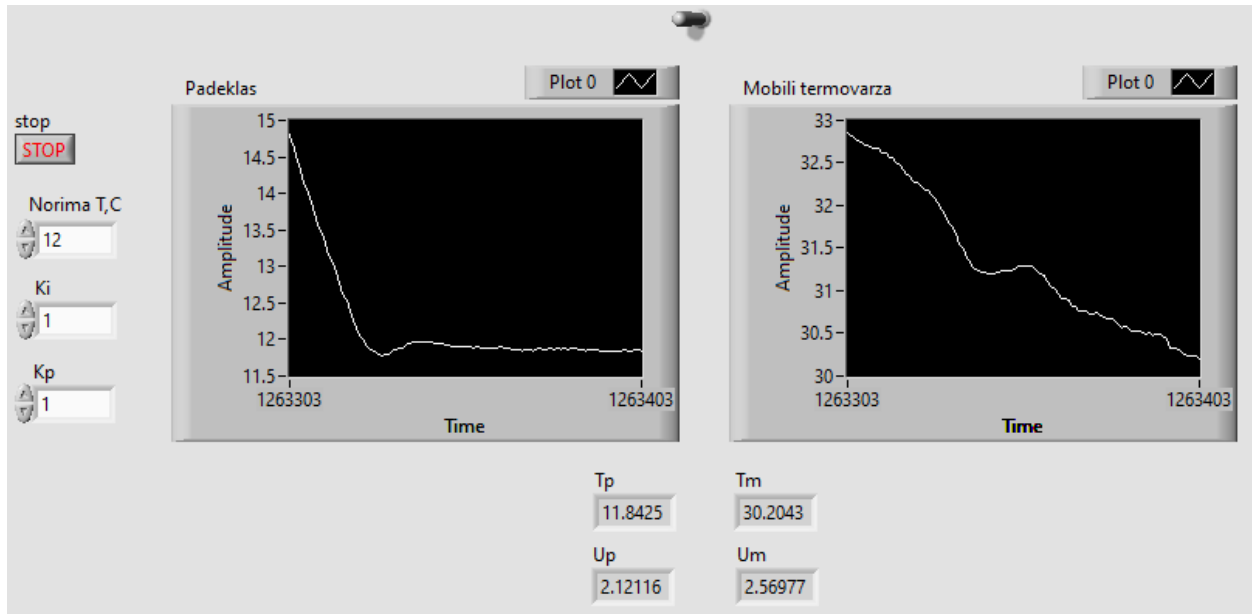 stop
STOP
Norima T,C
12
Ki
1
Kp
1
Padeklas
Plot 0
Amplitude
15
14.5
14
13.5
13
12.5
12
11.5
1263303
1263403
Time
Mobili termovarza
Plot 0
Amplitude
33
32.5
32
31.5
31
30.5
30
1263303
1263403
Time
Tp
11.8425
Tm
30.2043
Up
2.12116
Um
2.56977